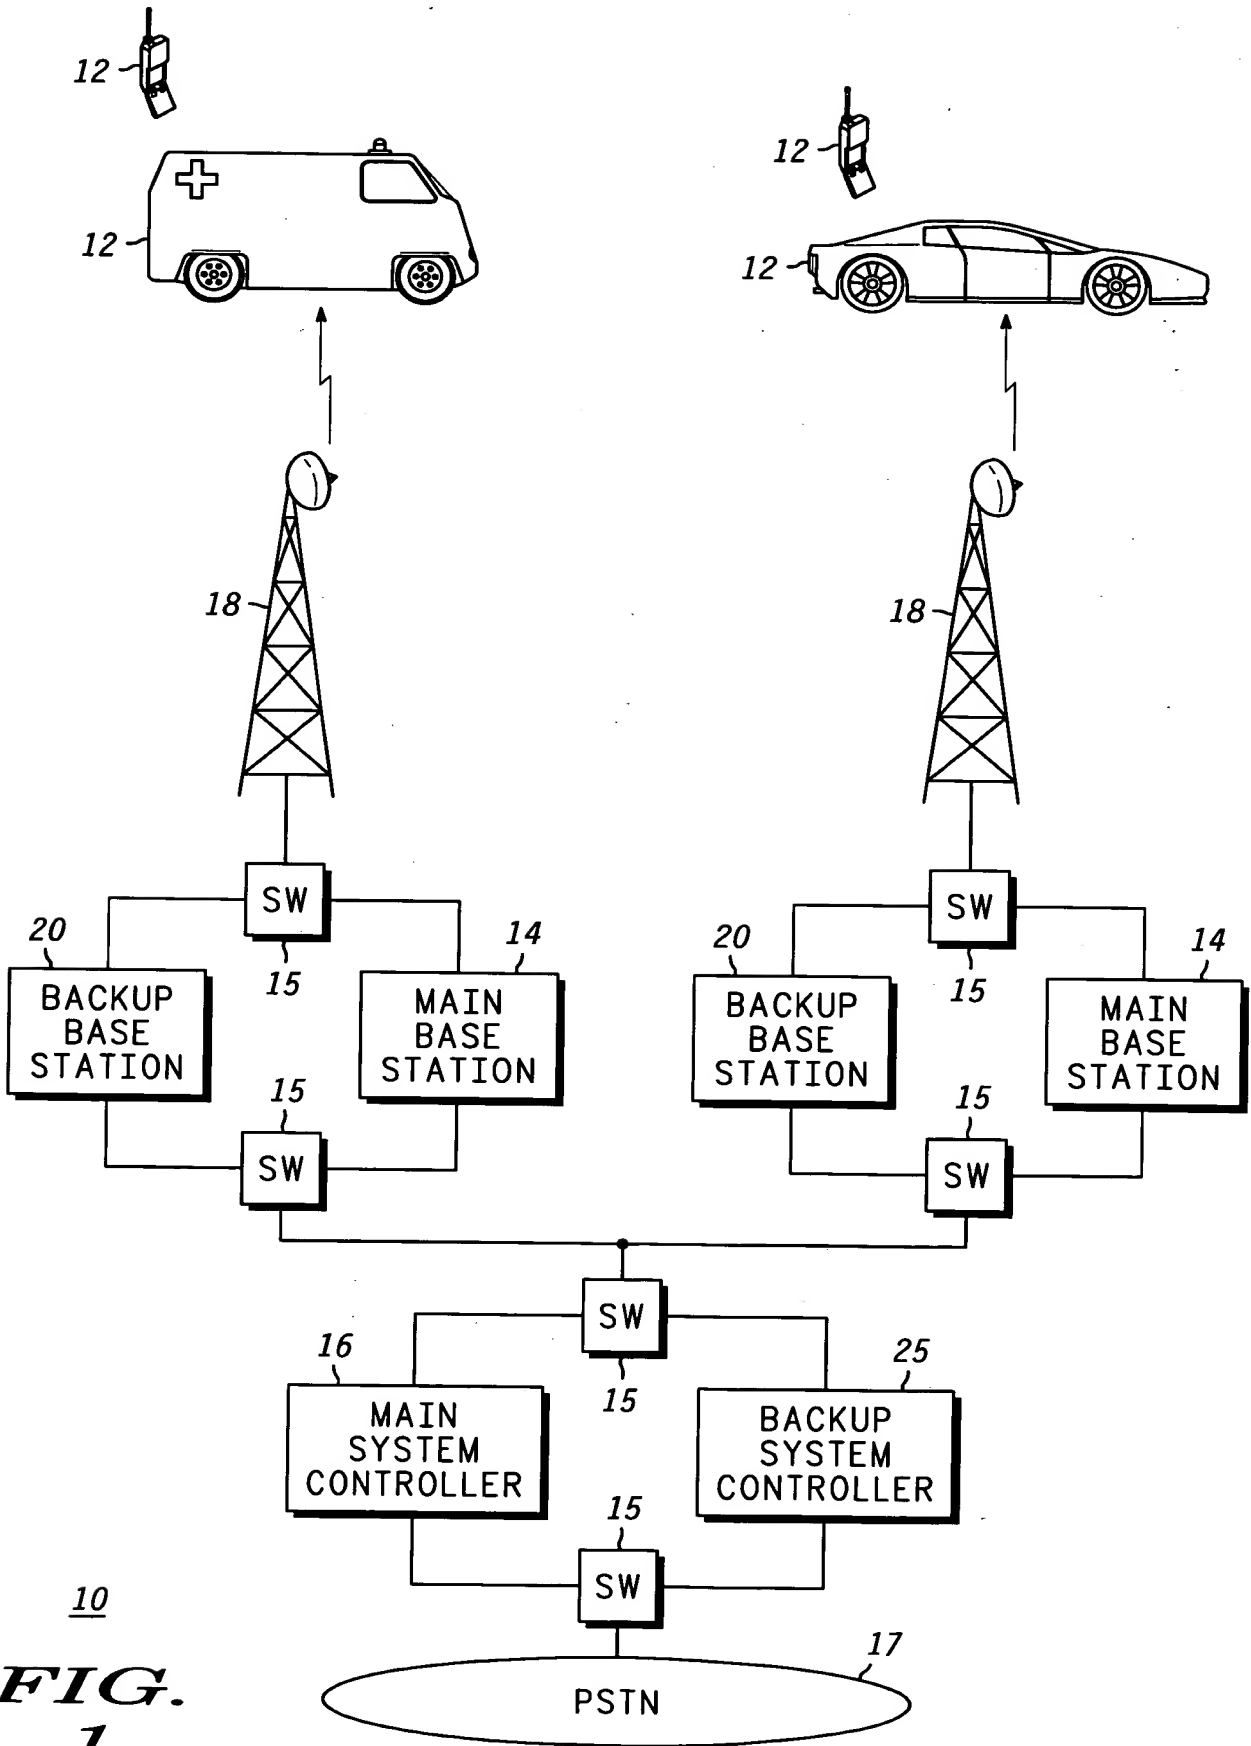 12
12
12
12
18
18
SW
SW
20
15
14
20
15
14
BACKUP
BASE
STATION
MAIN
BASE
STATION
BACKUP
BASE
STATION
MAIN
BASE
STATION
15
15
SW
SW
SW
16
15
25
MAIN
SYSTEM
CONTROLLER
BACKUP
SYSTEM
CONTROLLER
15
SW
10
17
PSTN
FIG.
1